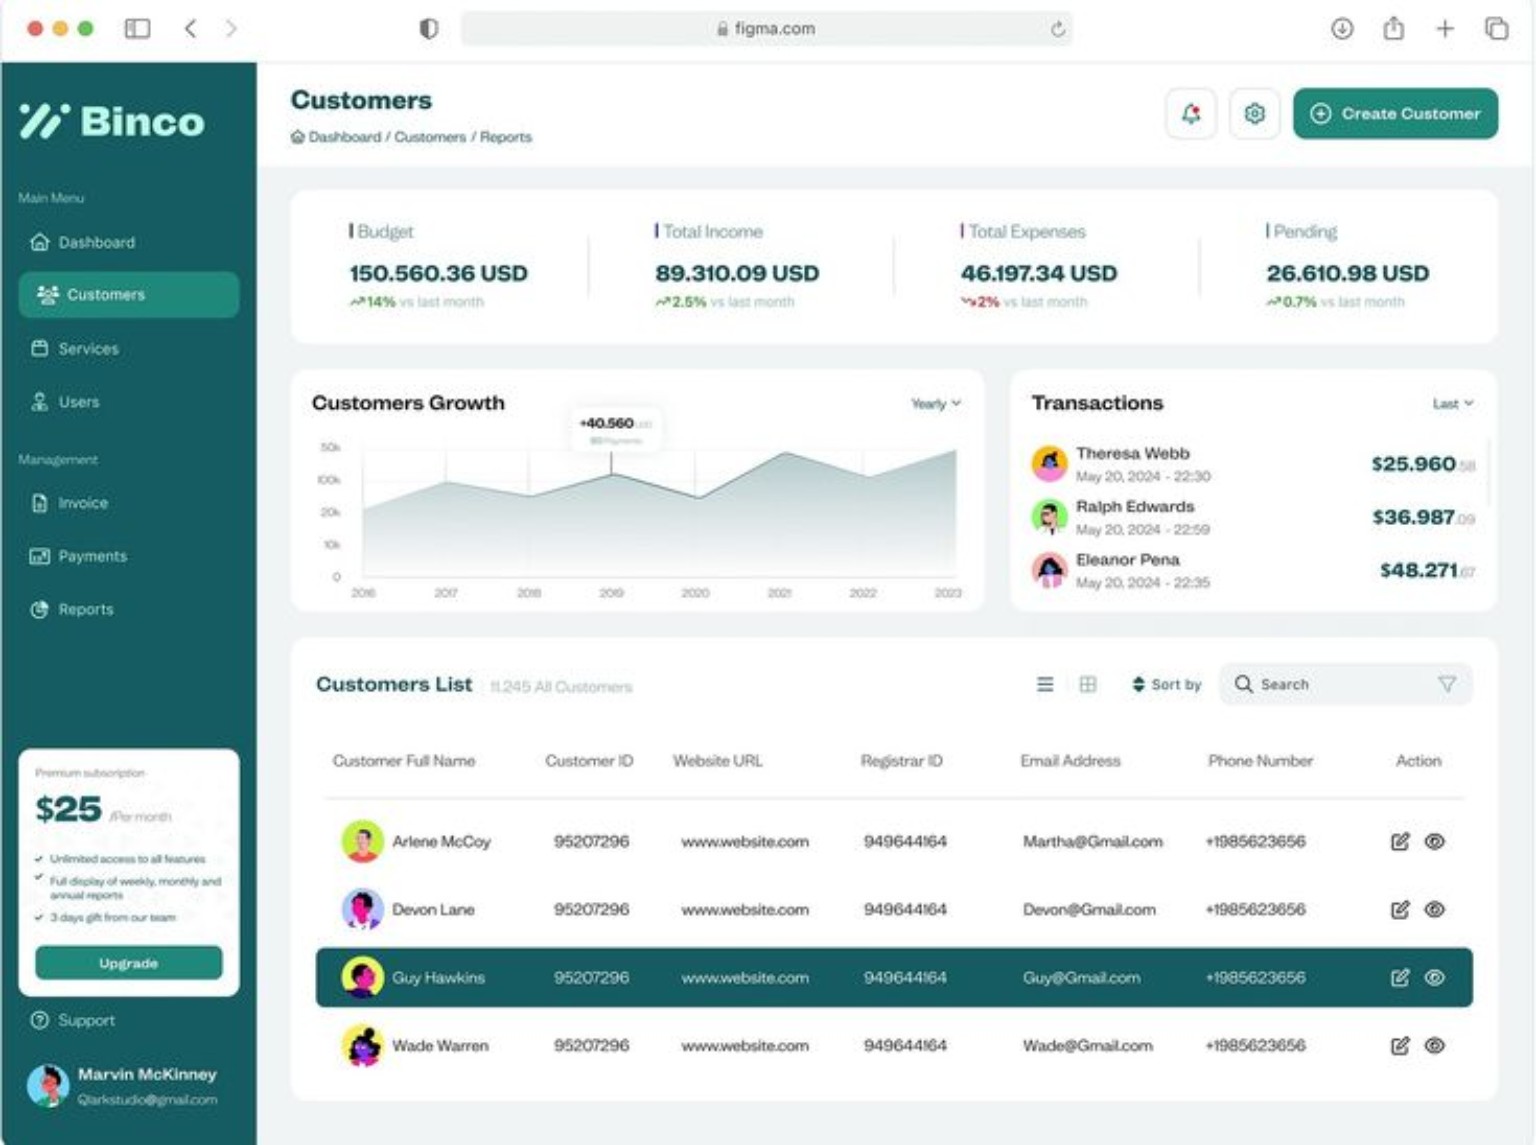 figma.com
Binco
Main Menu
Dashboard
Customers
Services
Users
Management
Invoice
Payments
Reports
Premium subscription
$25 /Per month
Unlimited access to all features
Full display of weekly, monthly and
annual reports
3 days gift from our team
Upgrade
Support
Marvin McKinney
Qlarkstudio@gmail.com
Customers
Dashboard / Customers / Reports
Create Customer
Budget
150.560.36 USD
14% vs last month
Total Income
89.310.09 USD
2.5% vs last month
Total Expenses
46.197.34 USD
2% vs last month
Pending
26.610.98 USD
0.7% vs last month
Customers Growth
Yearly
+40.560 USD
Payments
50k
100k
20k
10k
0
2016 2017 2018 2019 2020 2021 2022 2023
Transactions
Last
Theresa Webb
May 20, 2024 - 22:30
$25.960.58
Ralph Edwards
May 20, 2024 - 22:59
$36.987.09
Eleanor Pena
May 20, 2024 - 22:35
$48.271.67
Customers List
11.245 All Customers
Sort by
Search
Customer Full Name Customer ID Website URL Registrar ID Email Address Phone Number Action
Arlene McCoy 95207296 www.website.com 949644164 Martha@Gmail.com +1985623656
Devon Lane 95207296 www.website.com 949644164 Devon@Gmail.com +1985623656
Guy Hawkins 95207296 www.website.com 949644164 Guy@Gmail.com +1985623656
Wade Warren 95207296 www.website.com 949644164 Wade@Gmail.com +1985623656